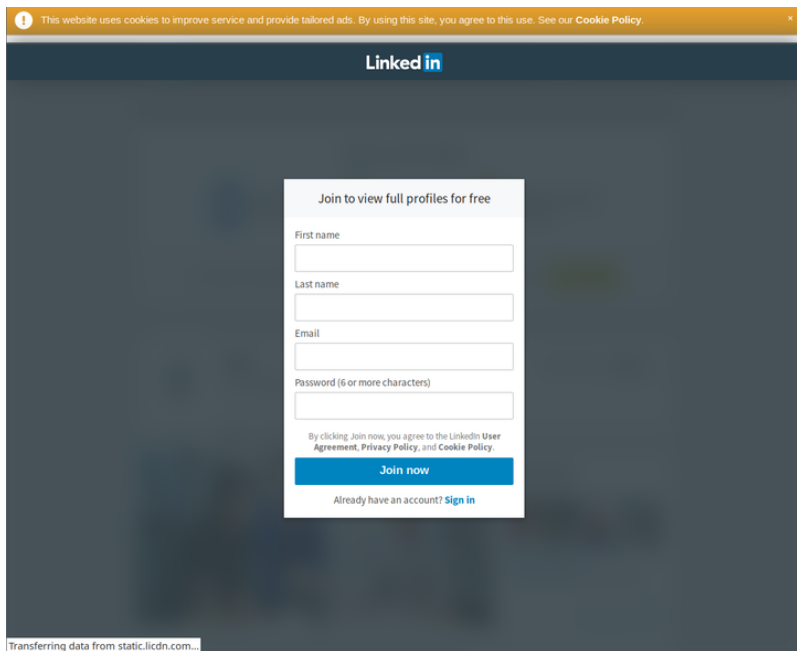 This website uses cookies to improve service and provide tailored ads. By using this site, you agree to this use. See our Cookie Policy.
×
Linked in
Join to view full profiles for free
First name
Last name
Email
Password (6 or more characters)
By clicking Join now, you agree to the LinkedIn User
Agreement, Privacy Policy, and Cookie Policy.
Join now
Already have an account? Sign in
Transferring data from static.licdn.com...